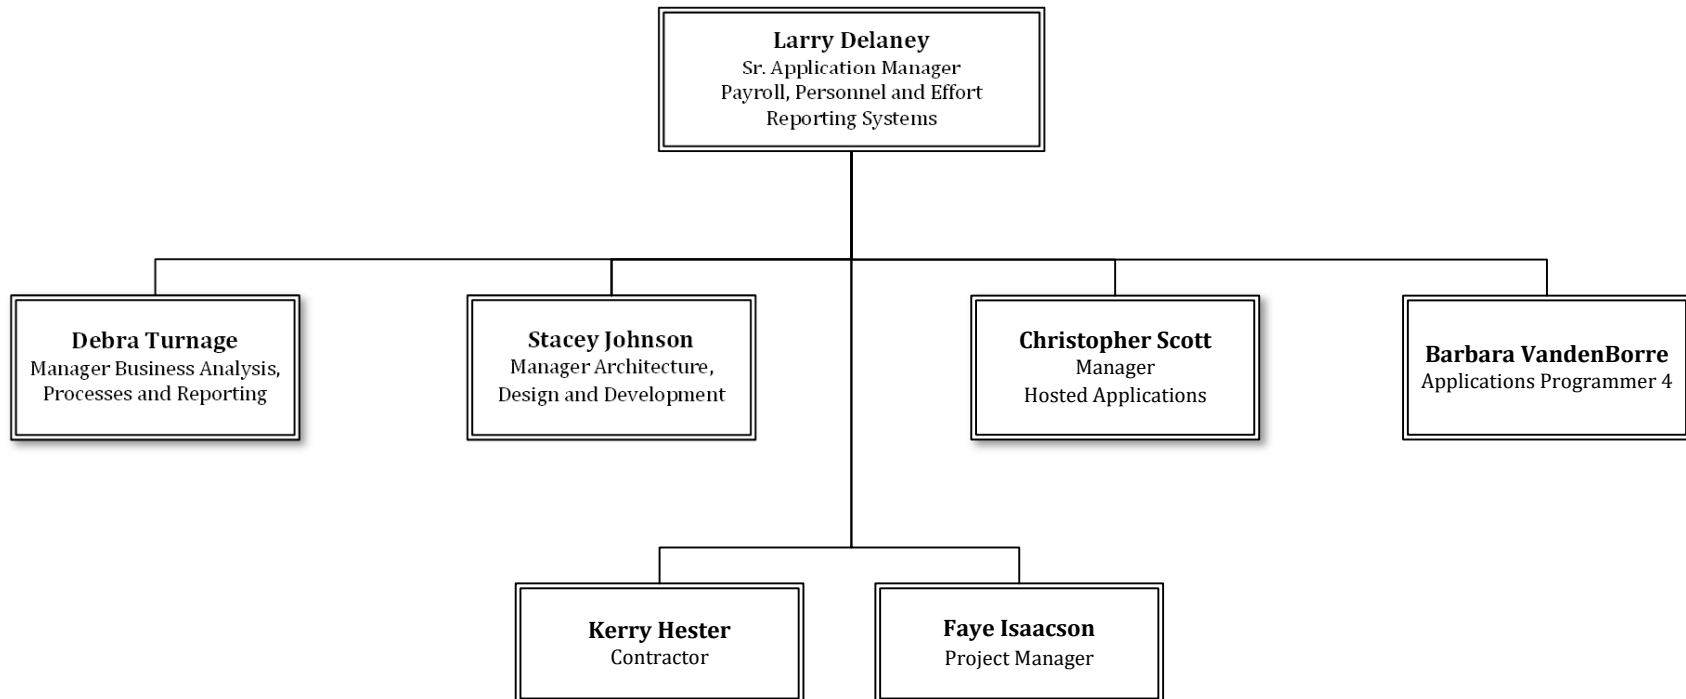 Larry Delaney
Sr. Application Manager
Payroll, Personnel and Effort
Reporting Systems
Debra Turnage
Manager Business Analysis,
Processes and Reporting
Stacey Johnson
Manager Architecture,
Design and Development
Christopher Scott
Manager
Hosted Applications
Barbara VandenBorre
Applications Programmer 4
Kerry Hester
Contractor
Faye Isaacson
Project Manager